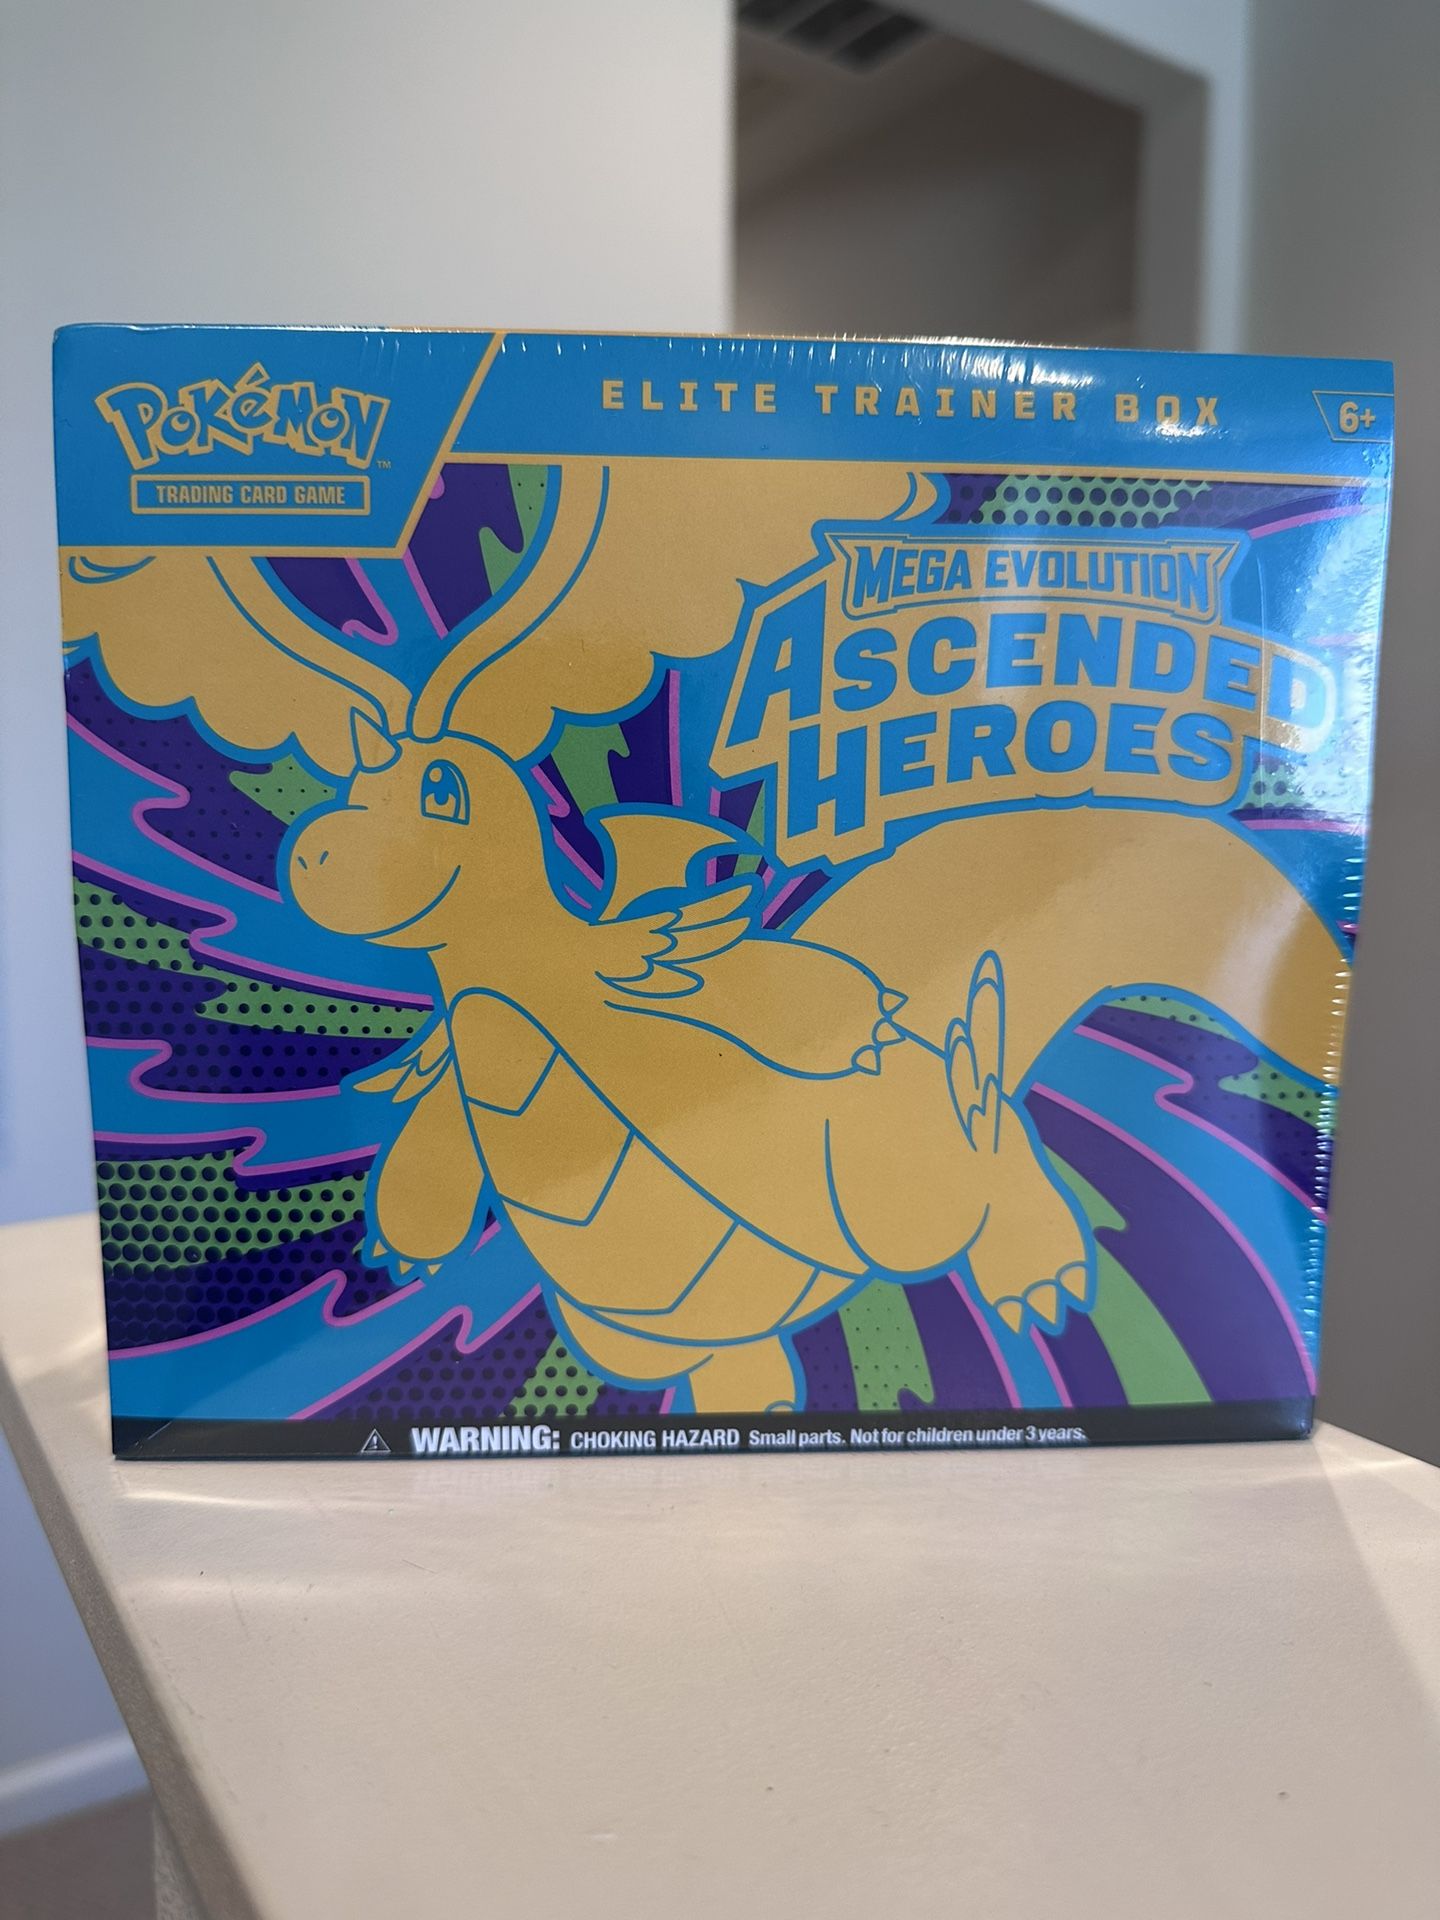 POKéMON™
TRADING CARD GAME
ELITE TRAINER BOX
6+
MEGA EVOLUTION
ASCENDED
HEROES
WARNING: CHOKING HAZARD Small parts. Not for children under 3 years.